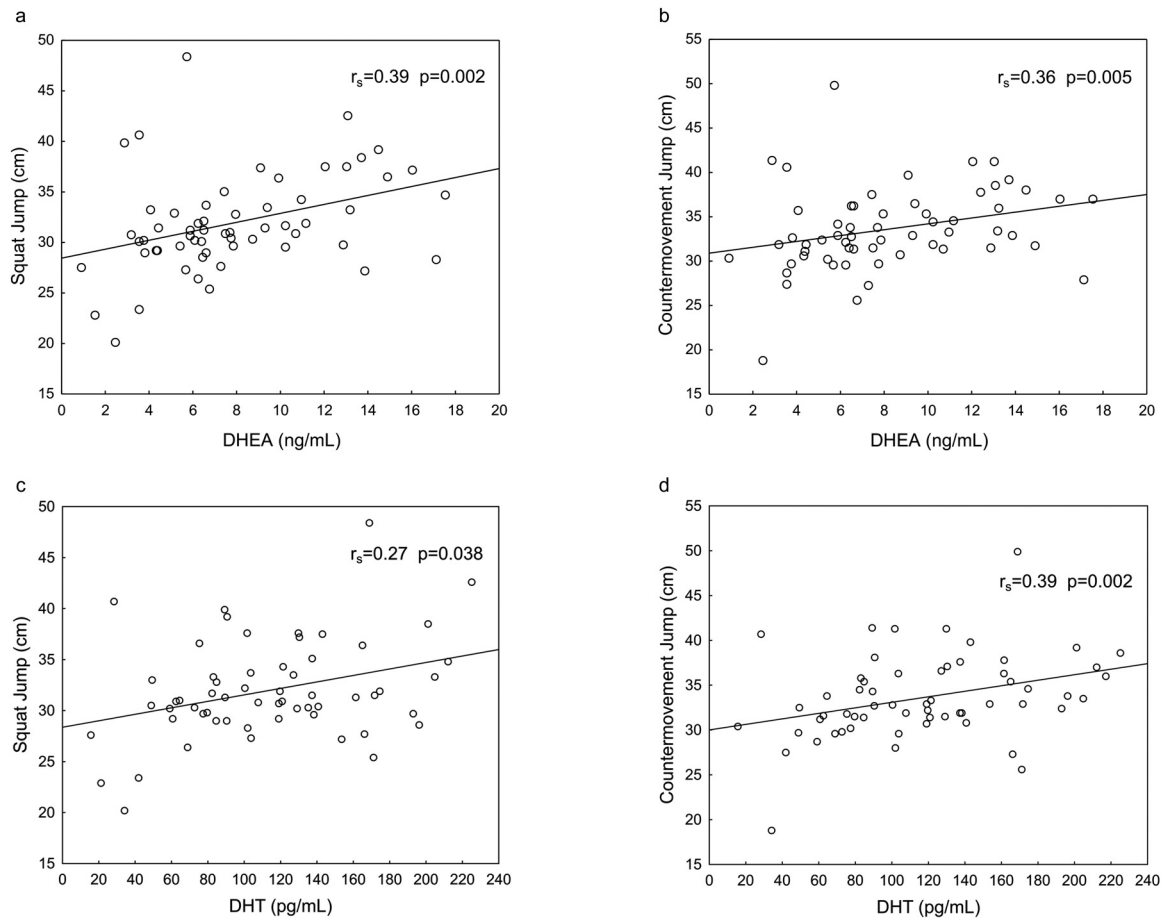 a
50
45
40
35
30
25
20
15
Squat Jump (cm)
rs=0.39 p=0.002
0 2 4 6 8 10 12 14 16 18 20
DHEA (ng/mL)
b
55
50
45
40
35
30
25
20
15
Countermovement Jump (cm)
rs=0.36 p=0.005
0 2 4 6 8 10 12 14 16 18 20
DHEA (ng/mL)
c
50
45
40
35
30
25
20
15
Squat Jump (cm)
rs=0.27 p=0.038
0 20 40 60 80 100 120 140 160 180 200 220 240
DHT (pg/mL)
d
55
50
45
40
35
30
25
20
15
Countermovement Jump (cm)
rs=0.39 p=0.002
0 20 40 60 80 100 120 140 160 180 200 220 240
DHT (pg/mL)